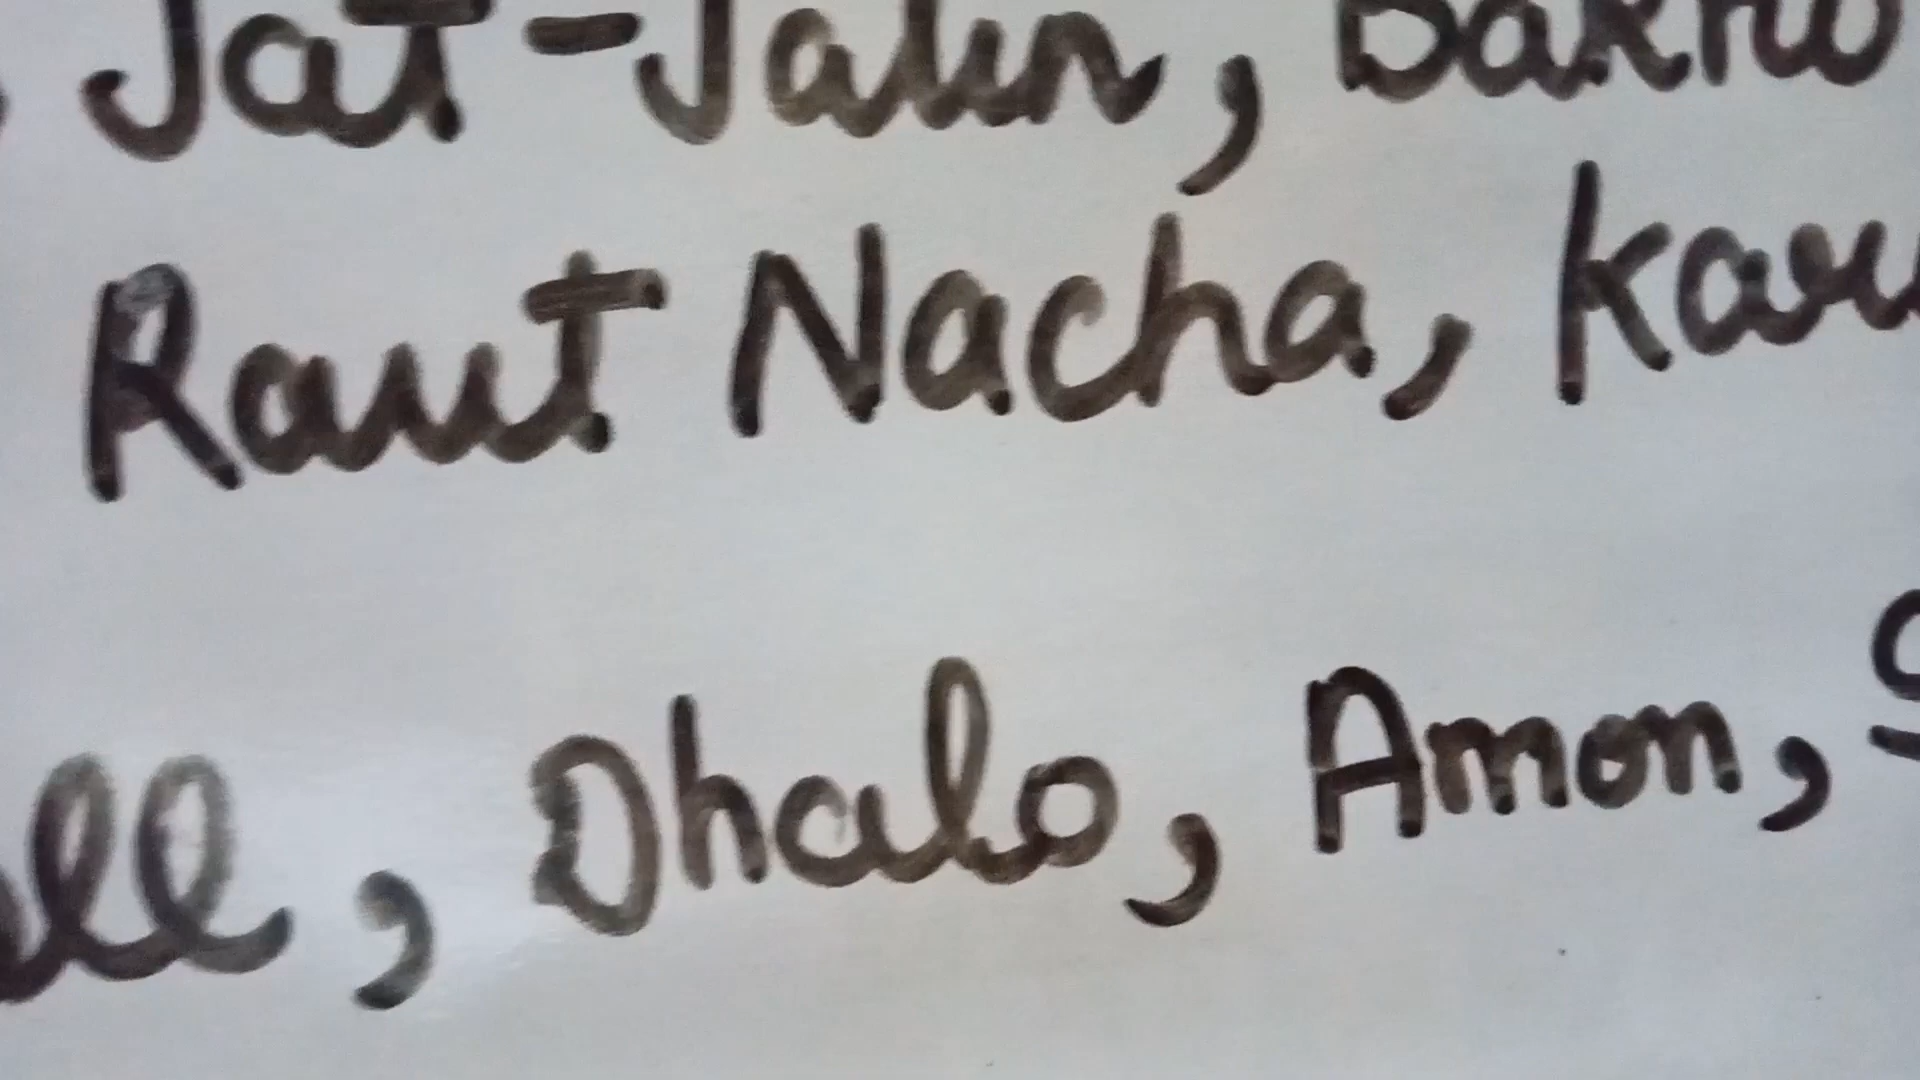 Jat-Jatin,
Raut Nacha,
Dhalo, Amon,